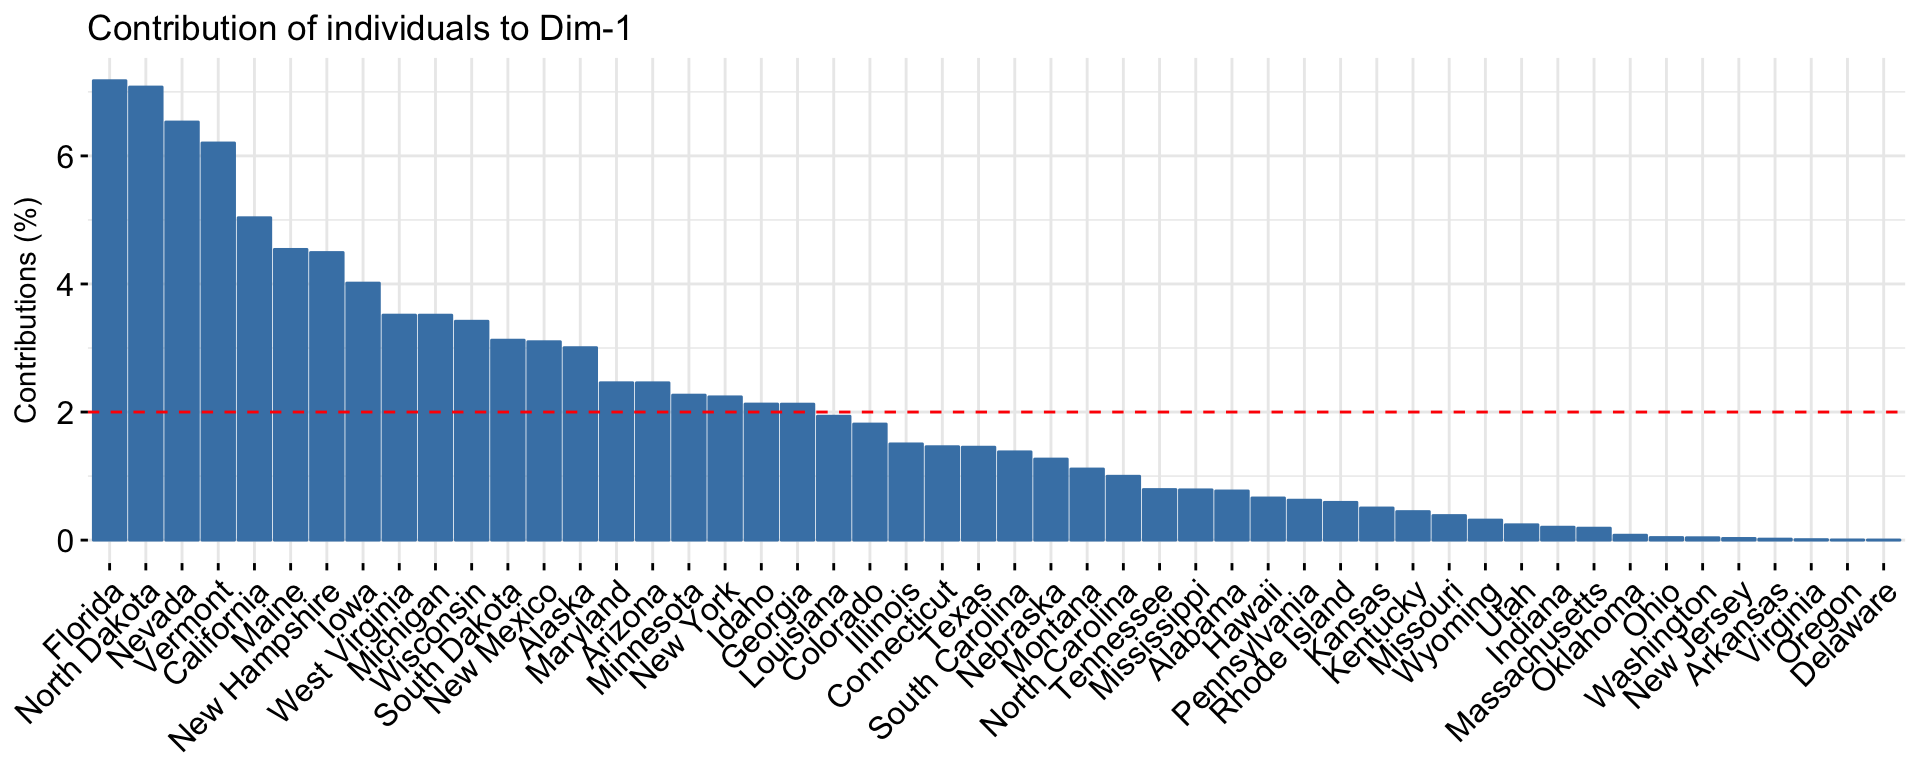 Contribution of individuals to Dim-1
Contributions (%)
6
4
2
0
Florida
North Dakota
Nevada
Vermont
California
Maine
New Hampshire
Iowa
West Virginia
Michigan
Wisconsin
South Dakota
New Mexico
Alaska
Maryland
Arizona
Minnesota
New York
Idaho
Georgia
Louisiana
Colorado
Illinois
Connecticut
Texas
South Carolina
Nebraska
Montana
North Carolina
Tennessee
Mississippi
Alabama
Hawaii
Pennsylvania
Rhode Island
Kansas
Kentucky
Missouri
Wyoming
Utah
Indiana
Massachusetts
Oklahoma
Ohio
Washington
New Jersey
Arkansas
Virginia
Oregon
Delaware